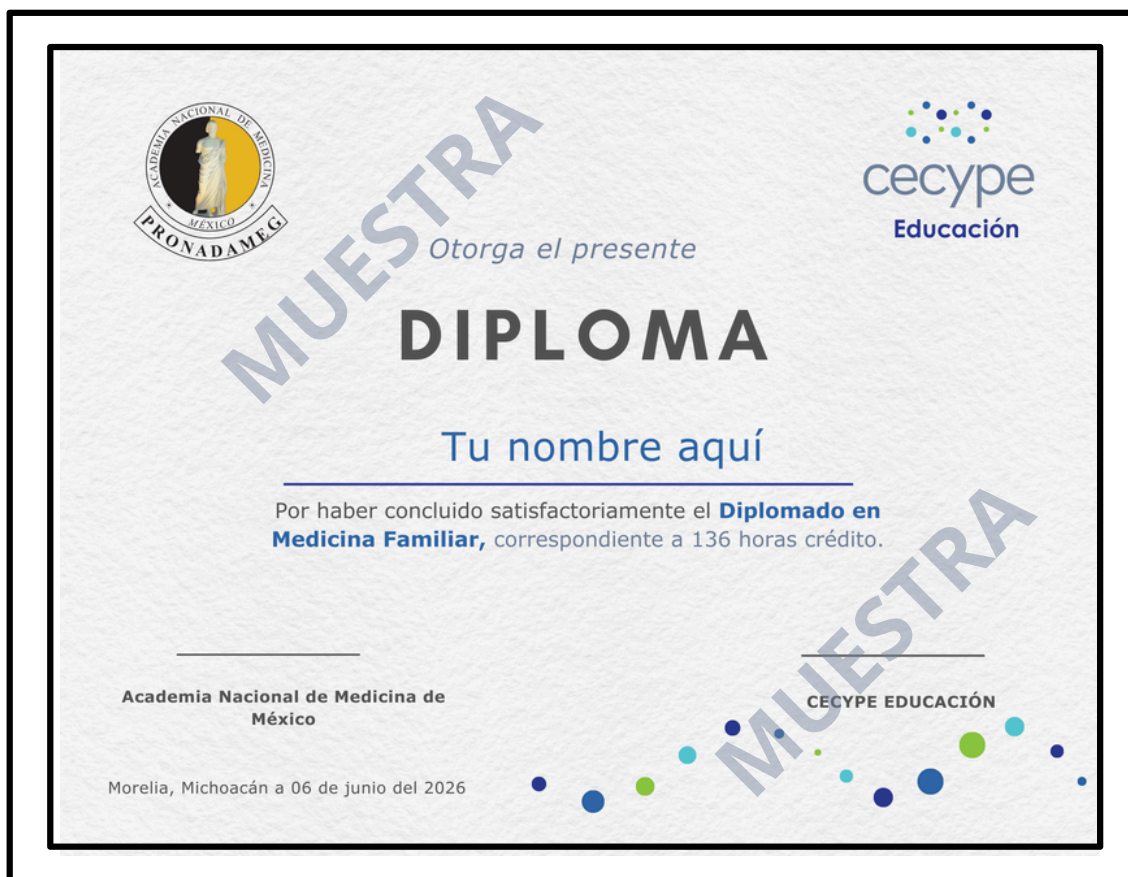 ACADEMIA NACIONAL DE MEDICINA
MÉXICO
PRONADAMEG
cecype
Educación
MUESTRA
Otorga el presente
DIPLOMA
Tu nombre aquí
Por haber concluido satisfactoriamente el Diplomado en
Medicina Familiar, correspondiente a 136 horas crédito.
MUESTRA
Academia Nacional de Medicina de
México
CECYPE EDUCACIÓN
Morelia, Michoacán a 06 de junio del 2026